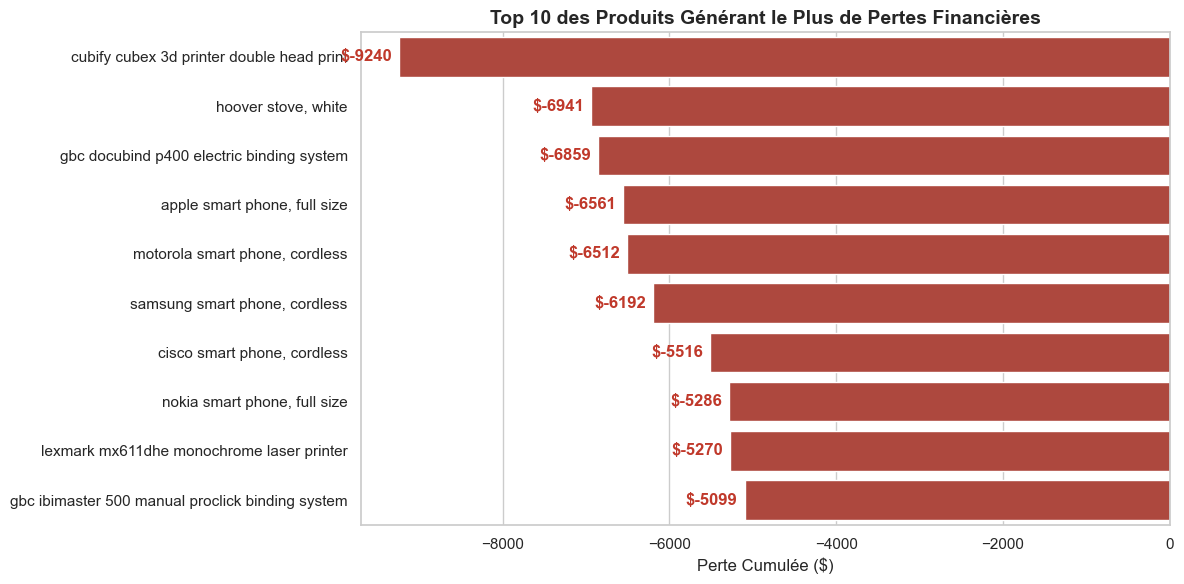 Top 10 des Produits Générant le Plus de Pertes Financières
cubify cubex 3d printer double head prin $-9240
hoover stove, white $-6941
gbc docubind p400 electric binding system $-6859
apple smart phone, full size $-6561
motorola smart phone, cordless $-6512
samsung smart phone, cordless $-6192
cisco smart phone, cordless $-5516
nokia smart phone, full size $-5286
lexmark mx611dhe monochrome laser printer $-5270
gbc ibimaster 500 manual proclick binding system $-5099
−8000 −6000 −4000 −2000 0
Perte Cumulée ($)